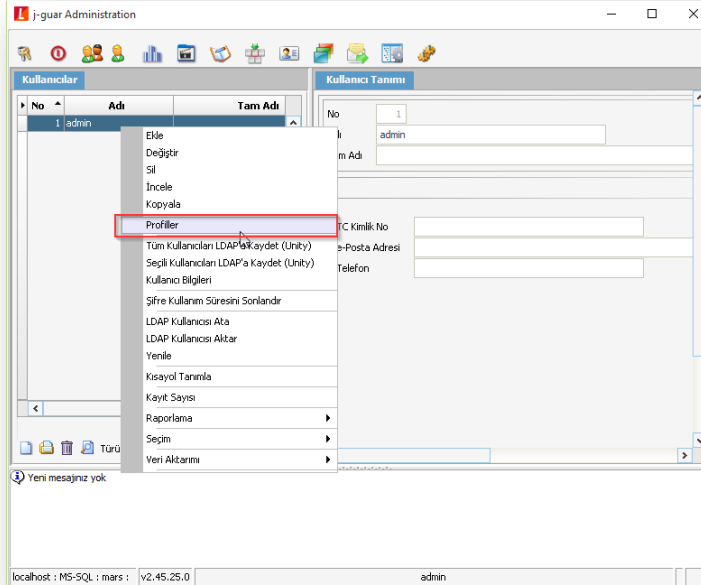 j-guar Administration
Kullanıcılar
Kullanıcı Tanımı
No Adı Tam Adı
1 admin
No 1
admin
m Adı
TC Kimlik No
e-Posta Adresi
Telefon
Ekle
Değiştir
Sil
İncele
Kopyala
Profiller
Tüm Kullanıcıları LDAP'a Kaydet (Unity)
Seçili Kullanıcıları LDAP'a Kaydet (Unity)
Kullanıcı Bilgileri
Şifre Kullanım Süresini Sonlandır
LDAP Kullanıcısı Ata
LDAP Kullanıcısı Aktar
Yenile
Kısayol Tanımla
Kayıt Sayısı
Raporlama
Seçim
Veri Aktarımı
Türü
Yeni mesajınız yok
localhost : MS-SQL : mars : v2.45.25.0 admin